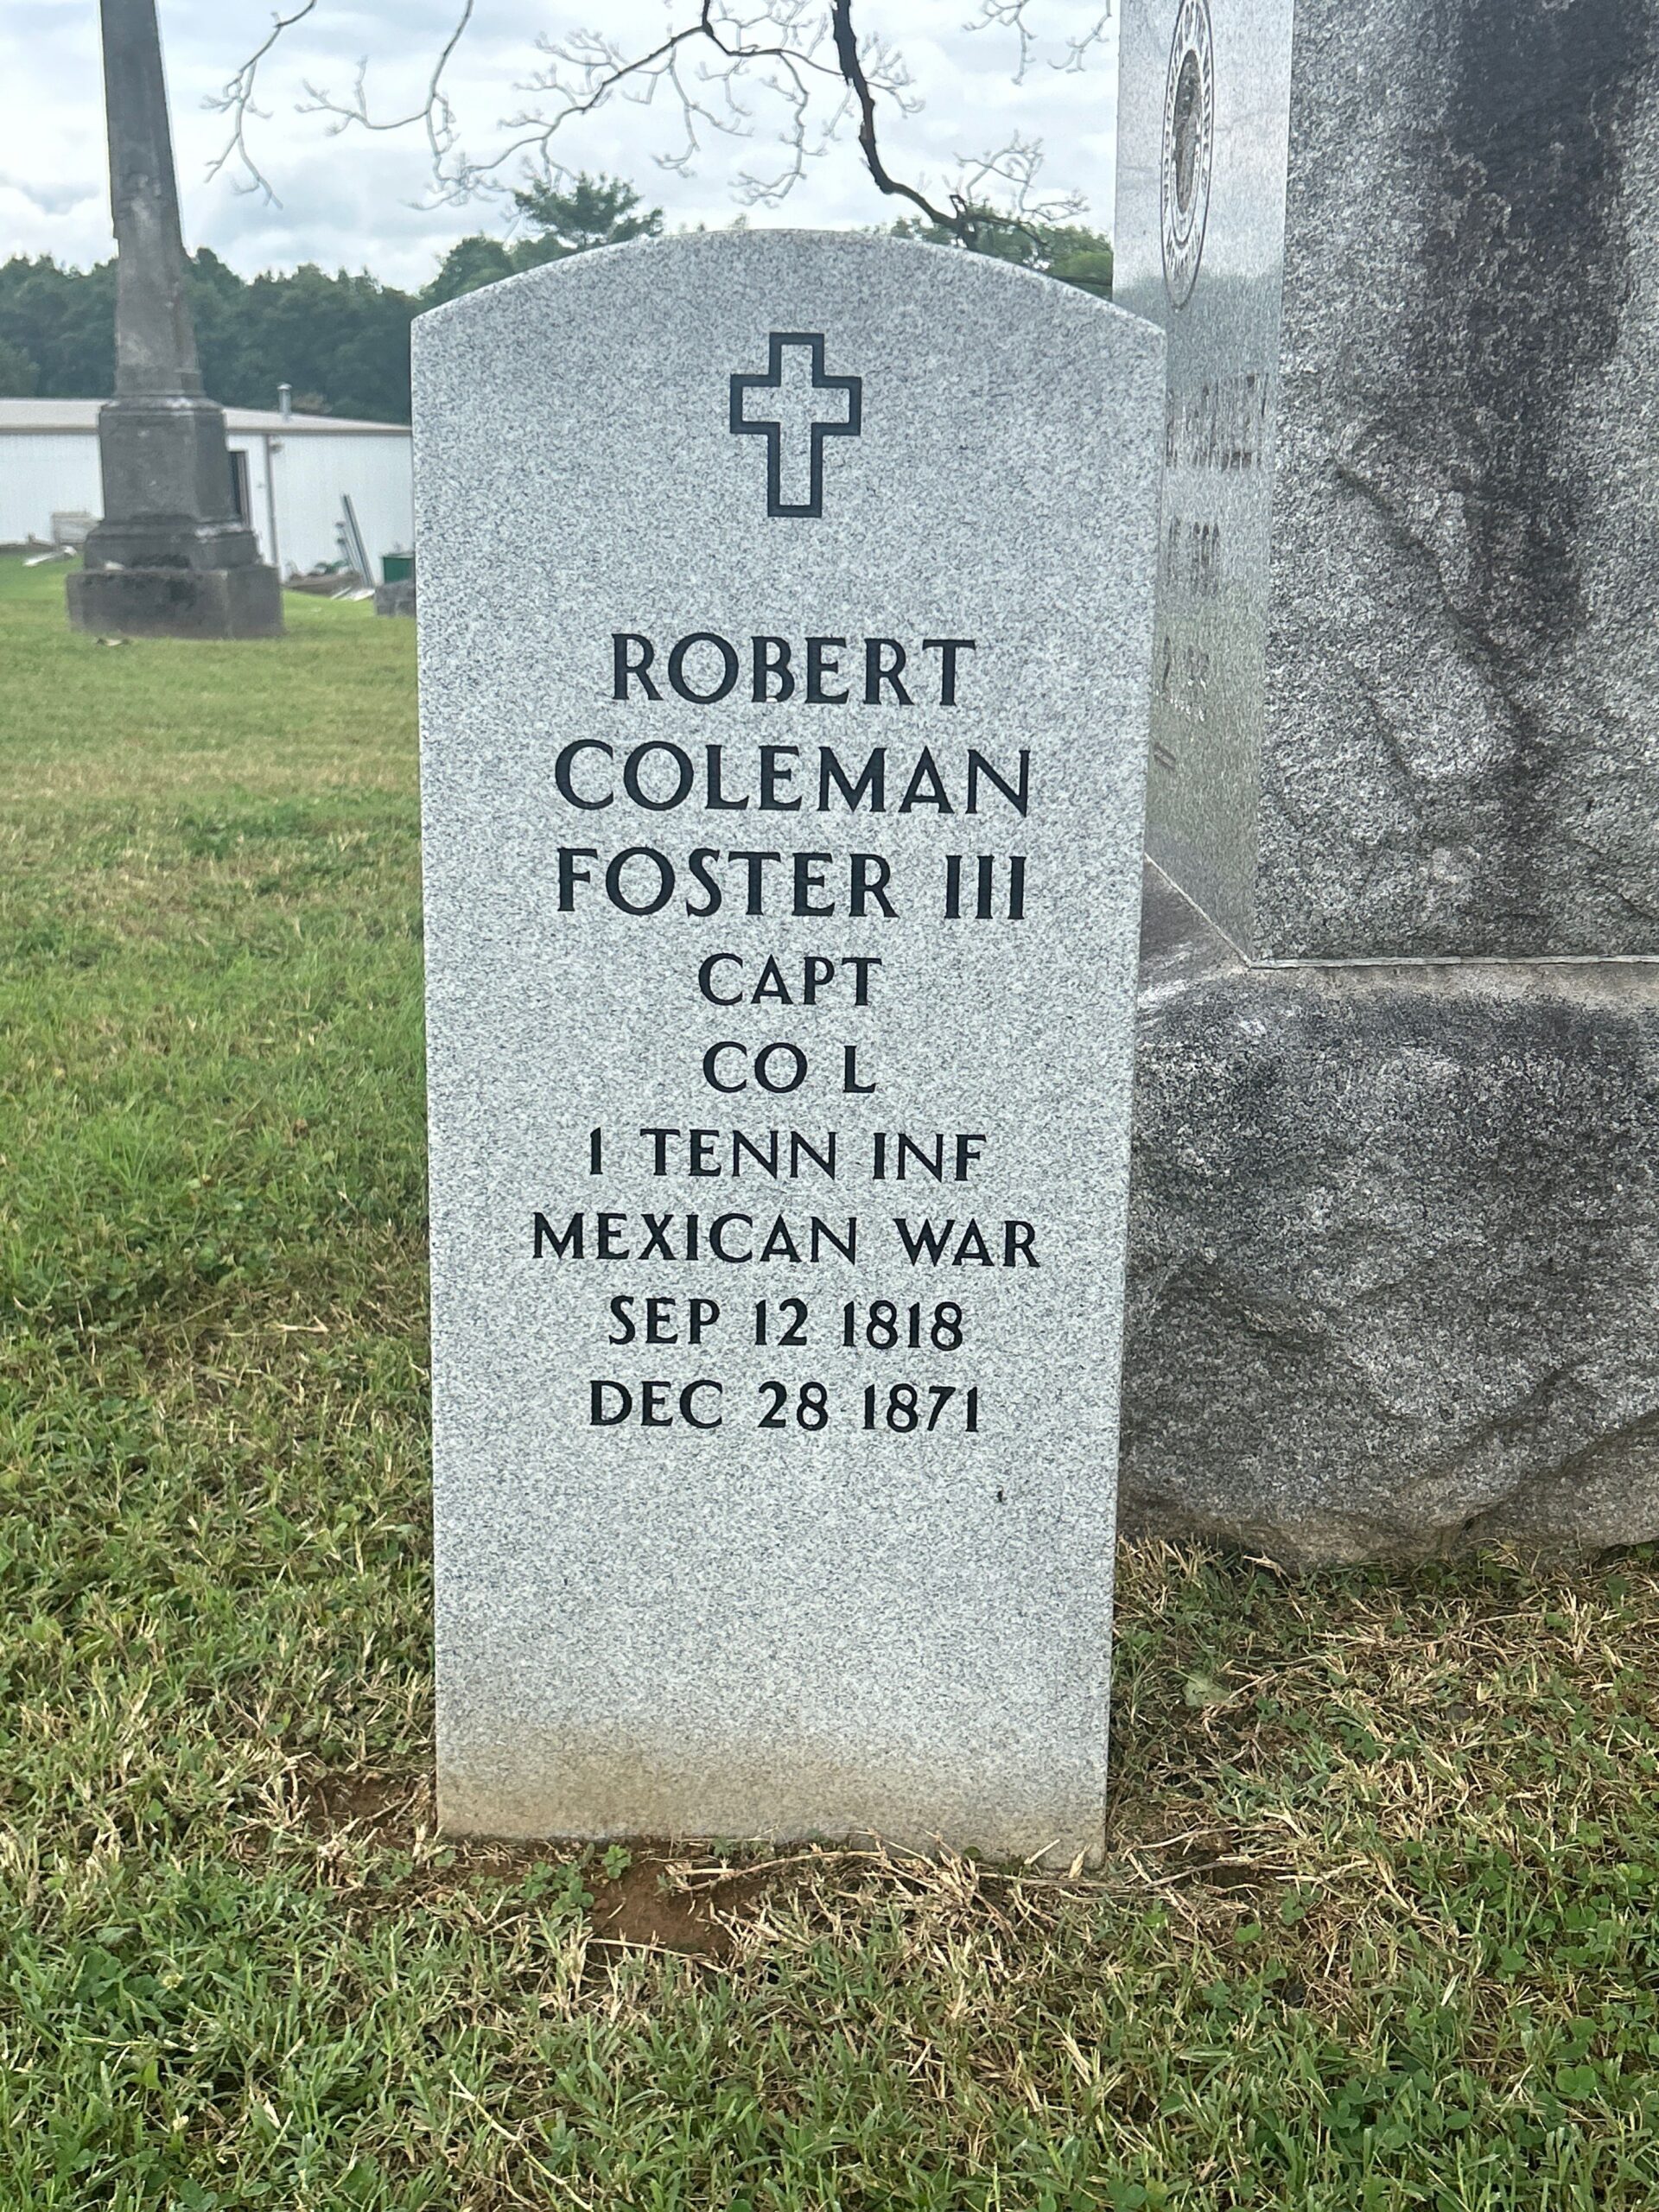 ROBERT
COLEMAN
FOSTER III
CAPT
CO L
1 TENN INF
MEXICAN WAR
SEP 12 1818
DEC 28 1871